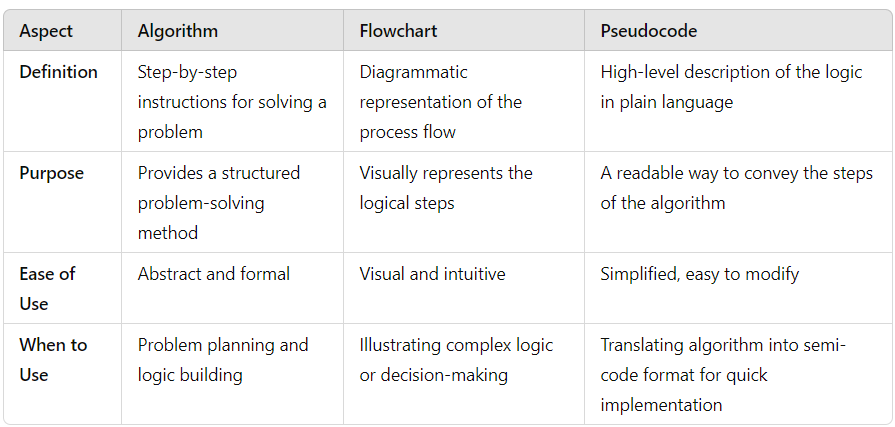 Aspect Algorithm Flowchart Pseudocode
Definition Step-by-step Diagrammatic High-level description of the logic
instructions for solving a representation of the in plain language
problem process flow
Purpose Provides a structured Visually represents the A readable way to convey the steps
problem-solving logical steps of the algorithm
method
Ease of Abstract and formal Visual and intuitive Simplified, easy to modify
Use
When to Problem planning and Illustrating complex logic Translating algorithm into semi-
Use logic building or decision-making code format for quick
implementation